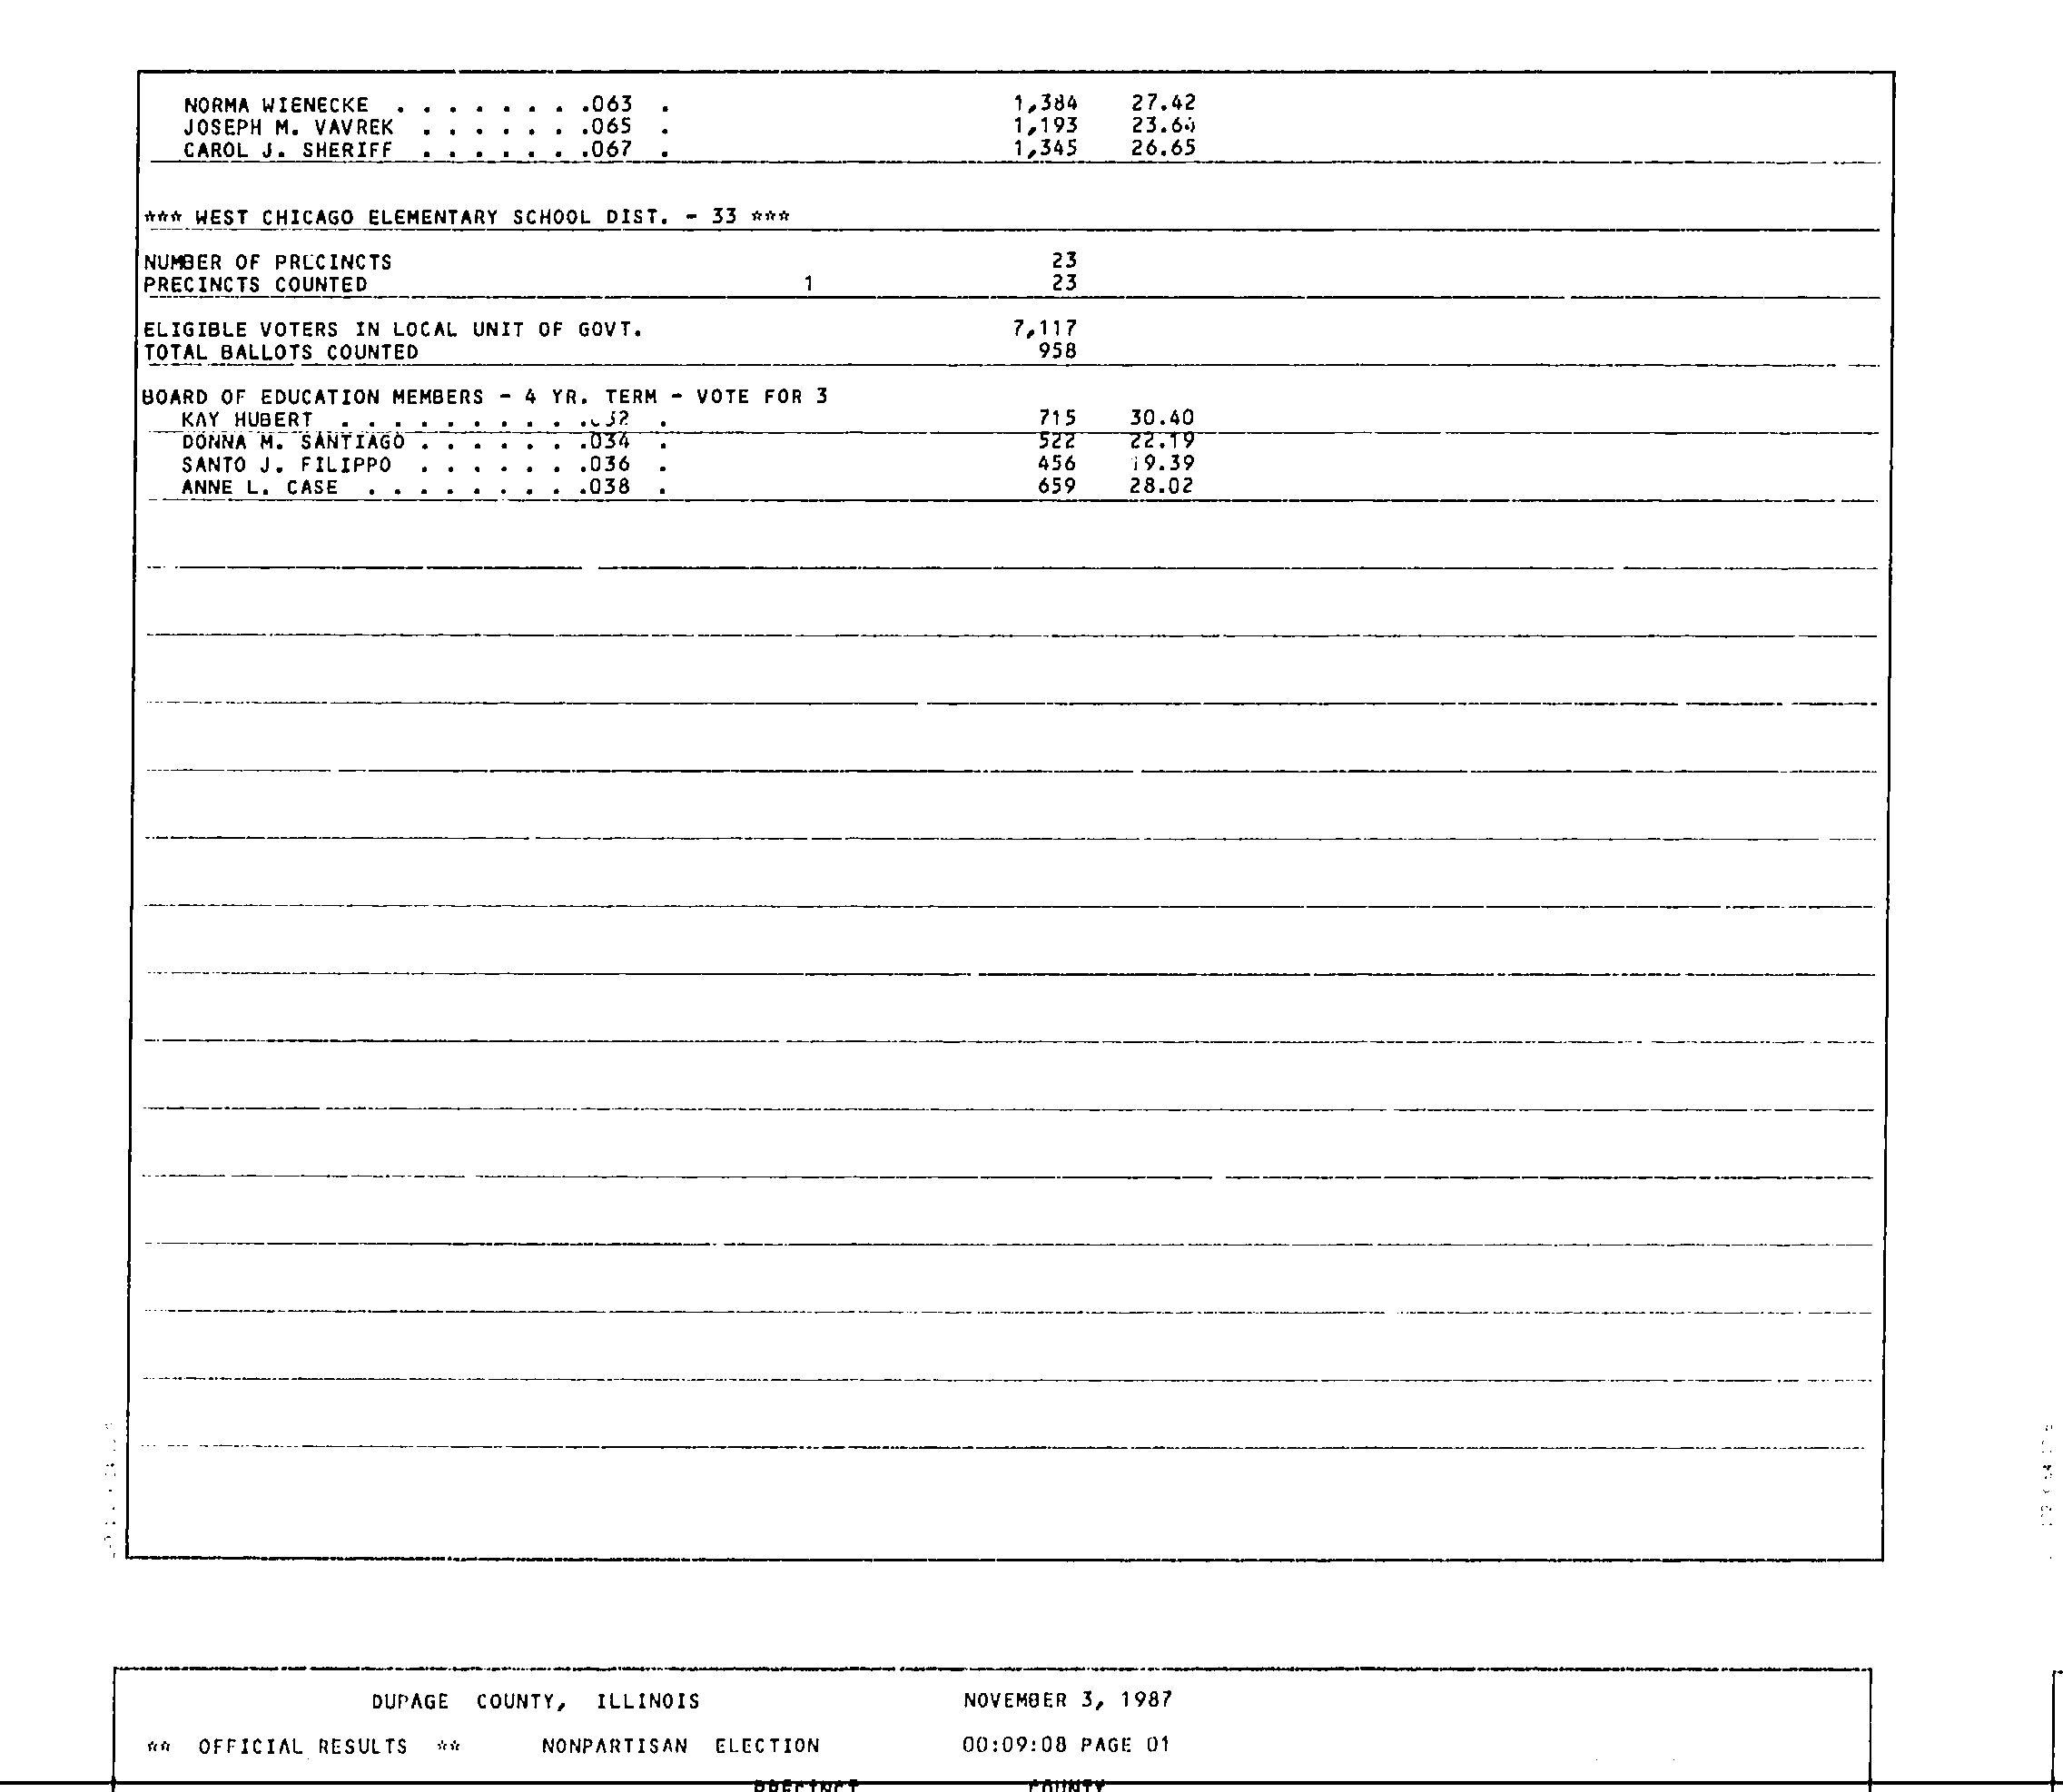 NORMA WIENECKE . . . . . . . .063 . 1,384 27.42
JOSEPH M. VAVREK . . . . . . .065 . 1,193 23.64
CAROL J. SHERIFF . . . . . . .067 . 1,345 26.65
*** WEST CHICAGO ELEMENTARY SCHOOL DIST. - 33 ***
NUMBER OF PRECINCTS 23
PRECINCTS COUNTED 1 23
ELIGIBLE VOTERS IN LOCAL UNIT OF GOVT. 7,117
TOTAL BALLOTS COUNTED 958
BOARD OF EDUCATION MEMBERS - 4 YR. TERM - VOTE FOR 3
KAY HUBERT . . . . . . . . . .032 . 715 30.40
DONNA M. SANTIAGO . . . . . . .034 . 522 22.19
SANTO J. FILIPPO . . . . . . .036 . 456 19.39
ANNE L. CASE . . . . . . . . .038 . 659 28.02
DUPAGE COUNTY, ILLINOIS NOVEMBER 3, 1987
** OFFICIAL RESULTS ** NONPARTISAN ELECTION 00:09:08 PAGE 01
PRECINCT COUNTY